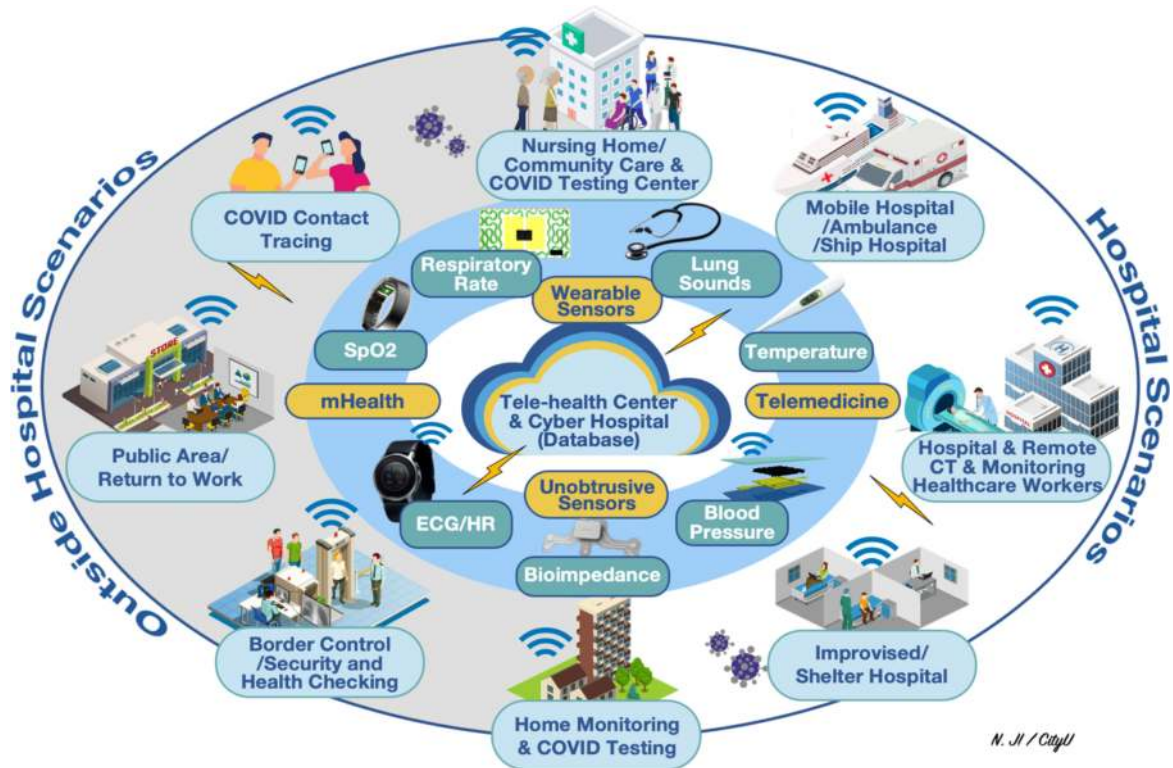 Nursing Home/
Community Care &
COVID Testing Center
COVID Contact
Tracing
Mobile Hospital
/Ambulance
/Ship Hospital
Outside Hospital Scenarios
Hospital Scenarios
Respiratory
Rate
Lung
Sounds
Wearable
Sensors
SpO2
Temperature
STORE
mHealth
Tele-health Center
& Cyber Hospital
(Database)
Telemedicine
H
HOSPITAL
Public Area/
Return to Work
Hospital & Remote
CT & Monitoring
Healthcare Workers
Unobtrusive
Sensors
ECG/HR
Blood
Pressure
Bioimpedance
Border Control
/Security and
Health Checking
Improvised/
Shelter Hospital
Home Monitoring
& COVID Testing
N. JI / CityU